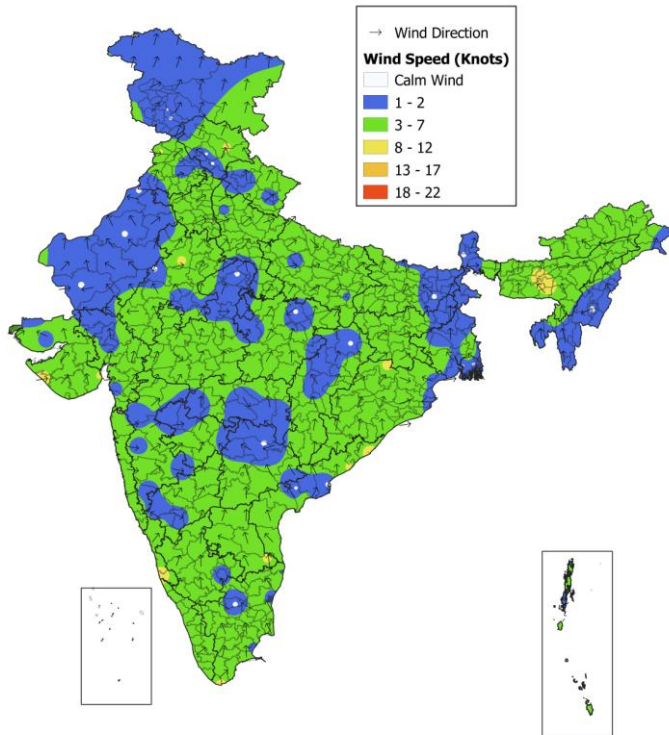 Wind Direction
Wind Speed (Knots)
Calm Wind
1 - 2
3 - 7
8 - 12
13 - 17
18 - 22